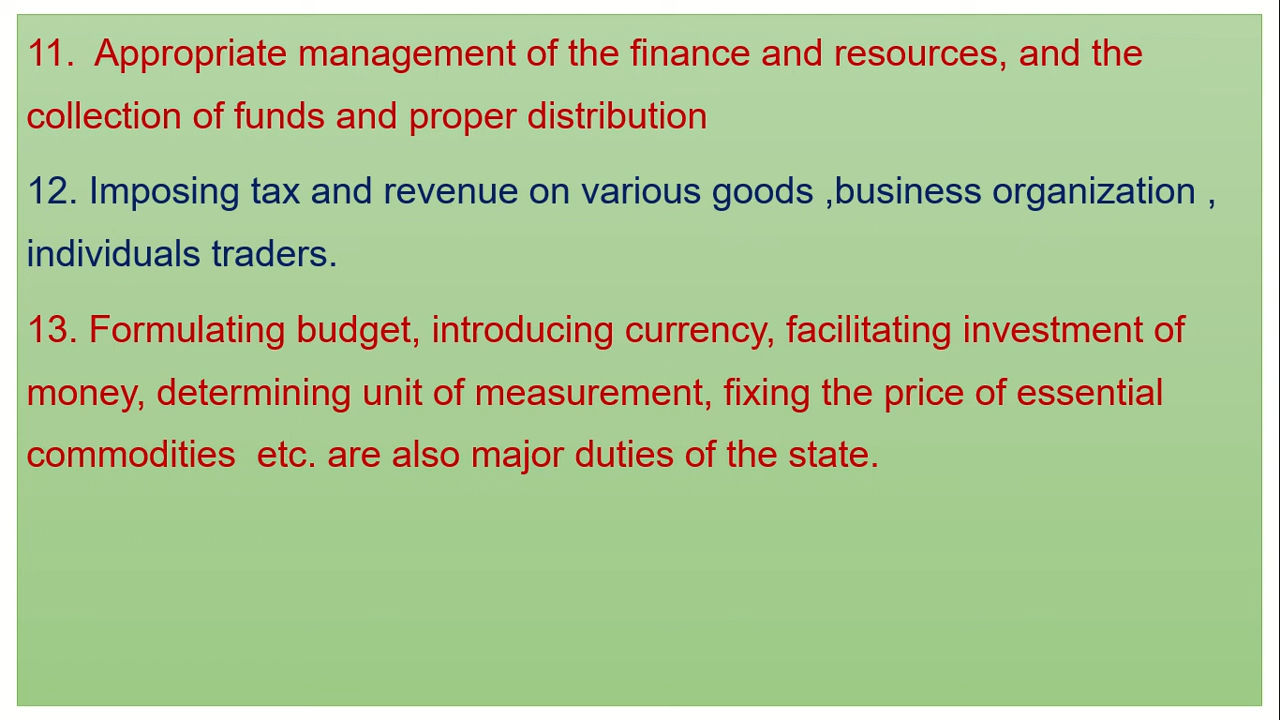 11.  Appropriate management of the finance and resources, and the
collection of funds and proper distribution
12. Imposing tax and revenue on various goods ,business organization ,
individuals traders.
13. Formulating budget, introducing currency, facilitating investment of
money, determining unit of measurement, fixing the price of essential
commodities  etc. are also major duties of the state.